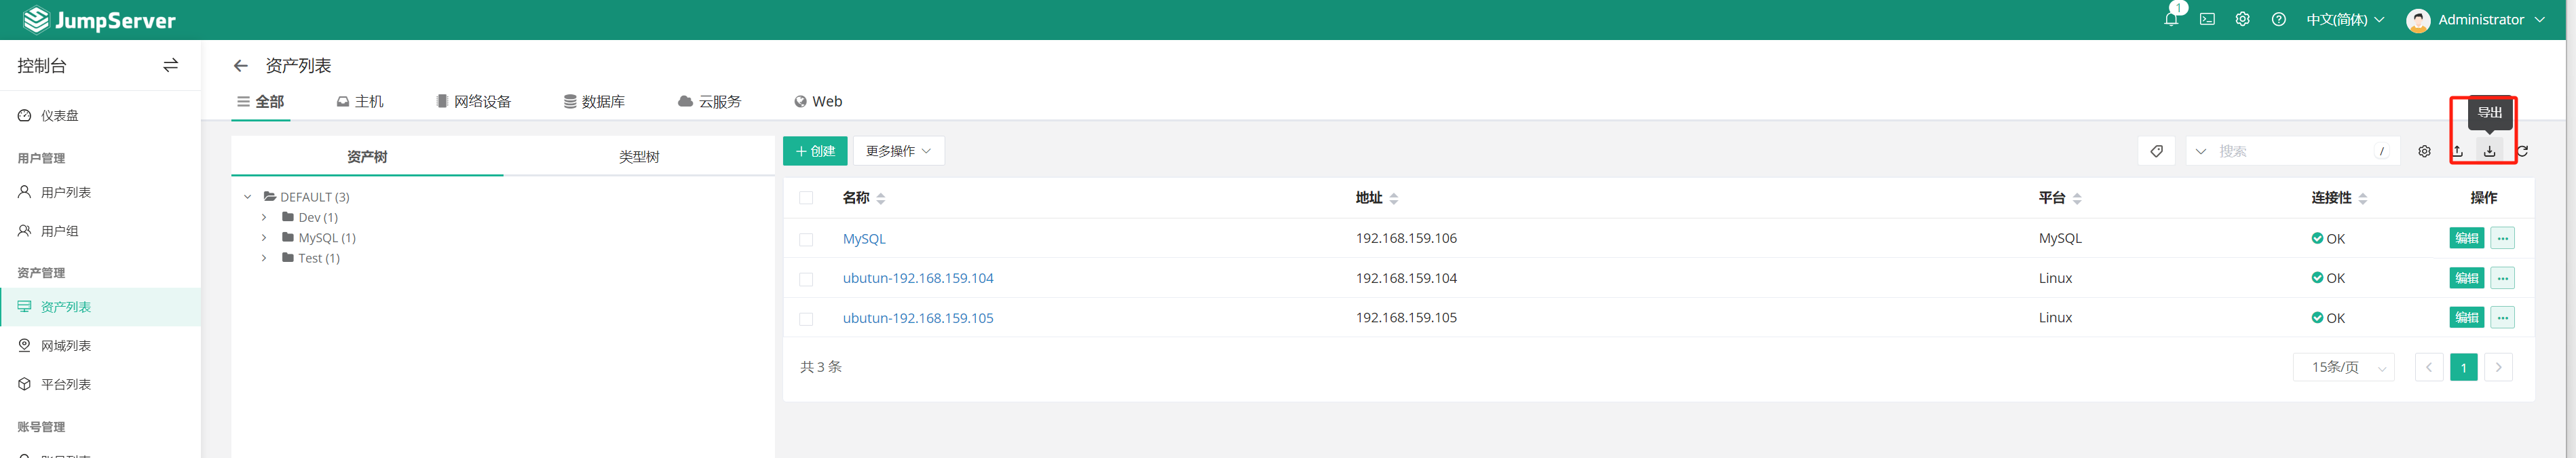 JumpServer
1
中文(简体)
Administrator
控制台
资产列表
全部
主机
网络设备
数据库
云服务
Web
导出
仪表盘
用户管理
用户列表
用户组
资产管理
资产列表
网域列表
平台列表
账号管理
资产树
类型树
DEFAULT (3)
Dev (1)
MySQL (1)
Test (1)
创建
更多操作
搜索
/
名称
地址
平台
连接性
操作
MySQL
192.168.159.106
MySQL
OK
编辑
ubutun-192.168.159.104
192.168.159.104
Linux
OK
编辑
ubutun-192.168.159.105
192.168.159.105
Linux
OK
编辑
共 3 条
15条/页
1